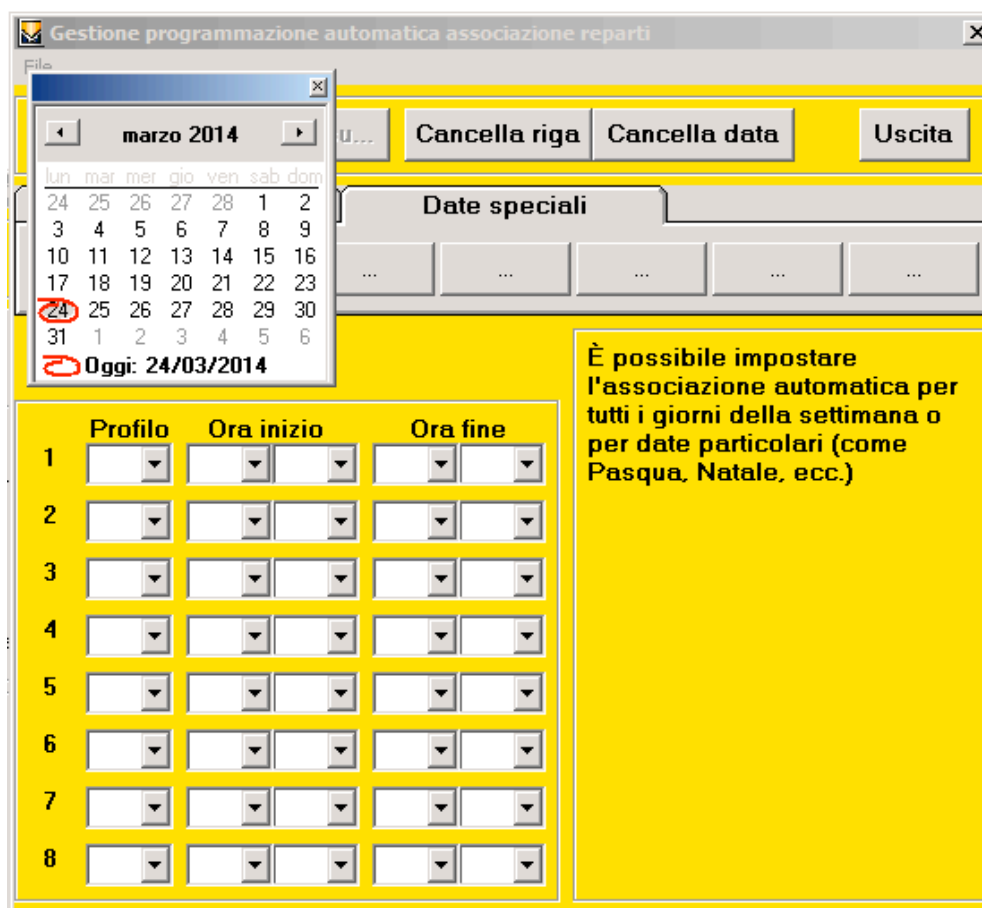 Gestione programmazione automatica associazione reparti
File
marzo 2014
Cancella riga
Cancella data
Uscita
lun mar mer gio ven sab dom
24 25 26 27 28 1 2
3 4 5 6 7 8 9
10 11 12 13 14 15 16
17 18 19 20 21 22 23
24 25 26 27 28 29 30
31 1 2 3 4 5 6
Oggi: 24/03/2014
Date speciali
... ... ... ... ...
È possibile impostare
l'associazione automatica per
tutti i giorni della settimana o
per date particolari (come
Pasqua, Natale, ecc.)
Profilo Ora inizio Ora fine
1
2
3
4
5
6
7
8